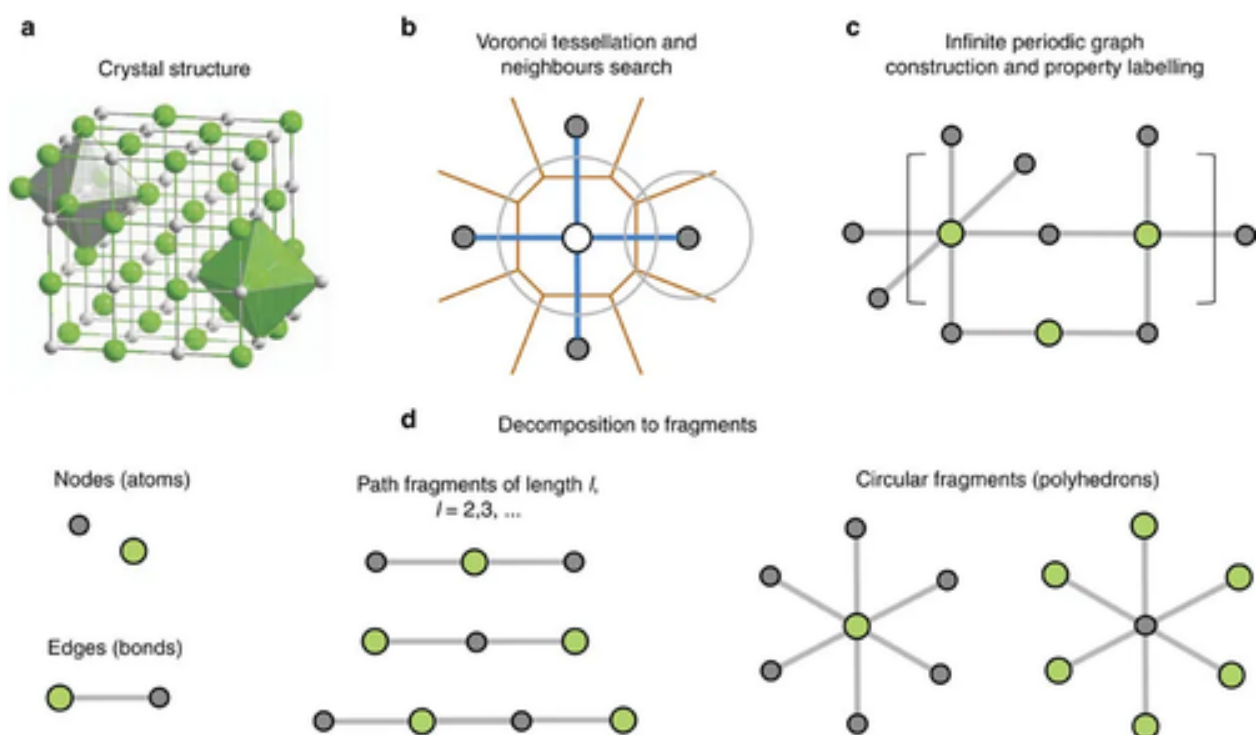 a
Crystal structure
b
Voronoi tessellation and
neighbours search
c
Infinite periodic graph
construction and property labelling
d
Decomposition to fragments
Nodes (atoms)
Edges (bonds)
Path fragments of length l,
l = 2,3, ...
Circular fragments (polyhedrons)